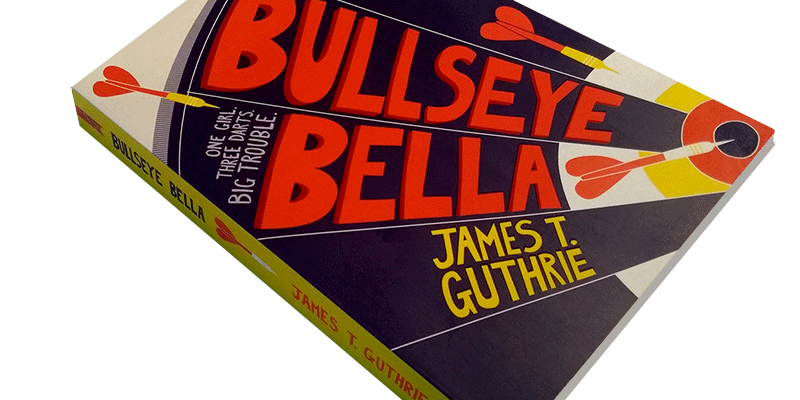 BULLSEYE
BELLA
ONE GIRL.
THREE DARTS.
BIG TROUBLE.
JAMES T.
GUTHRIE
BULLSEYE BELLA
JAMES T. GUTHRIE